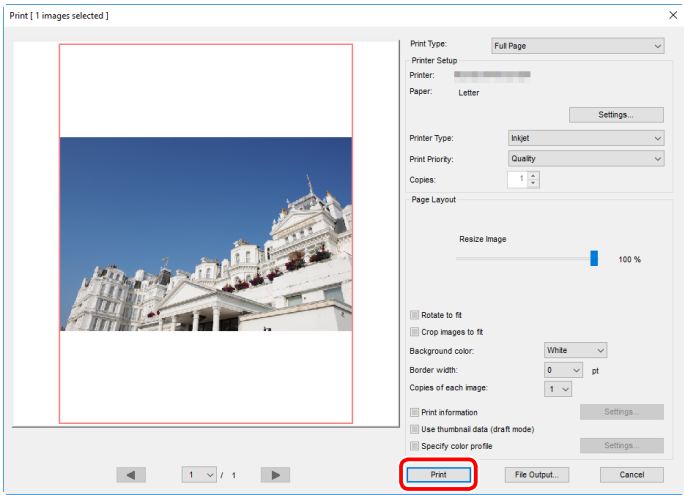 Print [ 1 images selected ]
Print Type: Full Page
Printer Setup
Printer:
Paper: Letter
Settings...
Printer Type: Inkjet
Print Priority: Quality
Copies: 1
Page Layout
Resize Image
100 %
Rotate to fit
Crop images to fit
Background color: White
Border width: 0 pt
Copies of each image: 1
Print information Settings...
Use thumbnail data (draft mode)
Specify color profile Settings...
1 / 1
Print File Output... Cancel